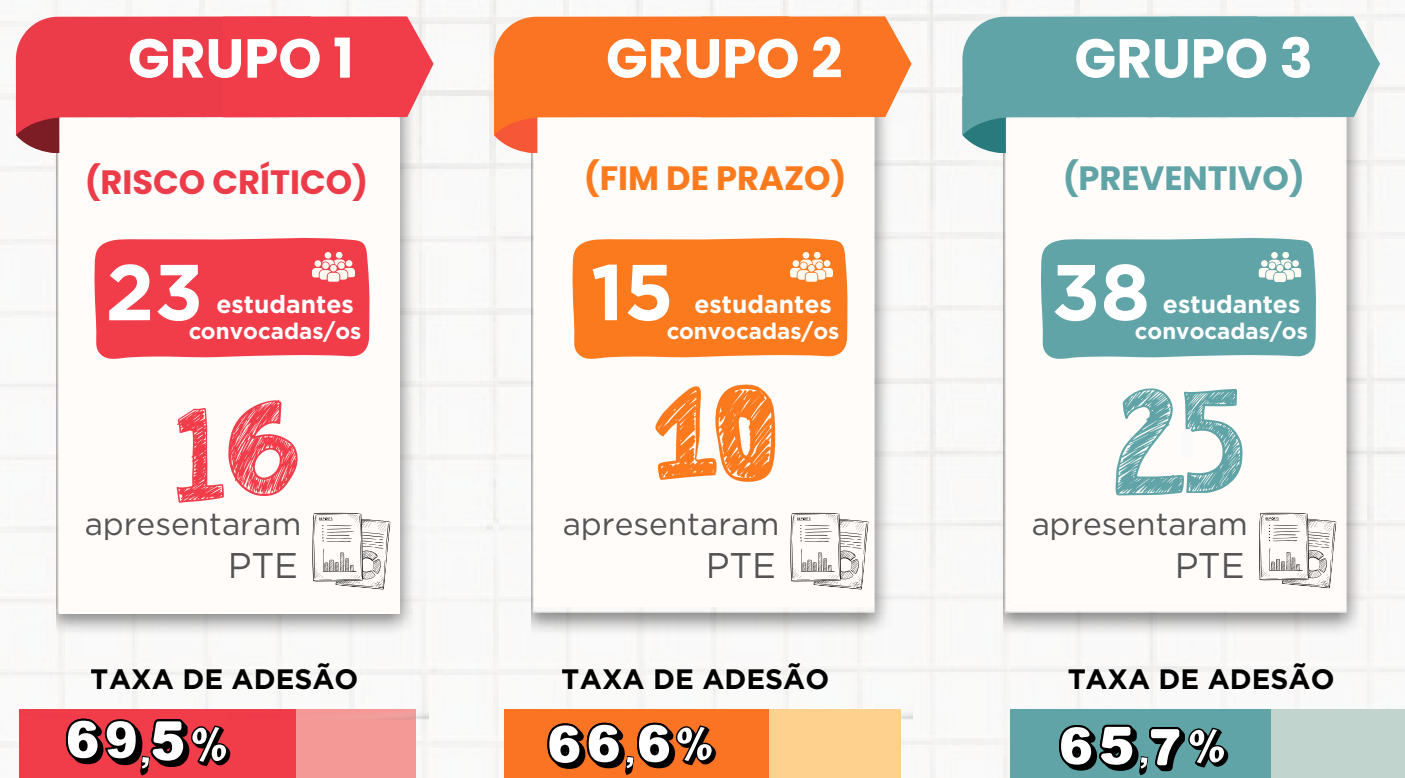 GRUPO 1
(RISCO CRÍTICO)
23 estudantes
convocadas/os
16
apresentaram
PTE
TAXA DE ADESÃO
69,5%
GRUPO 2
(FIM DE PRAZO)
15 estudantes
convocadas/os
10
apresentaram
PTE
TAXA DE ADESÃO
66,6%
GRUPO 3
(PREVENTIVO)
38 estudantes
convocadas/os
25
apresentaram
PTE
TAXA DE ADESÃO
65,7%